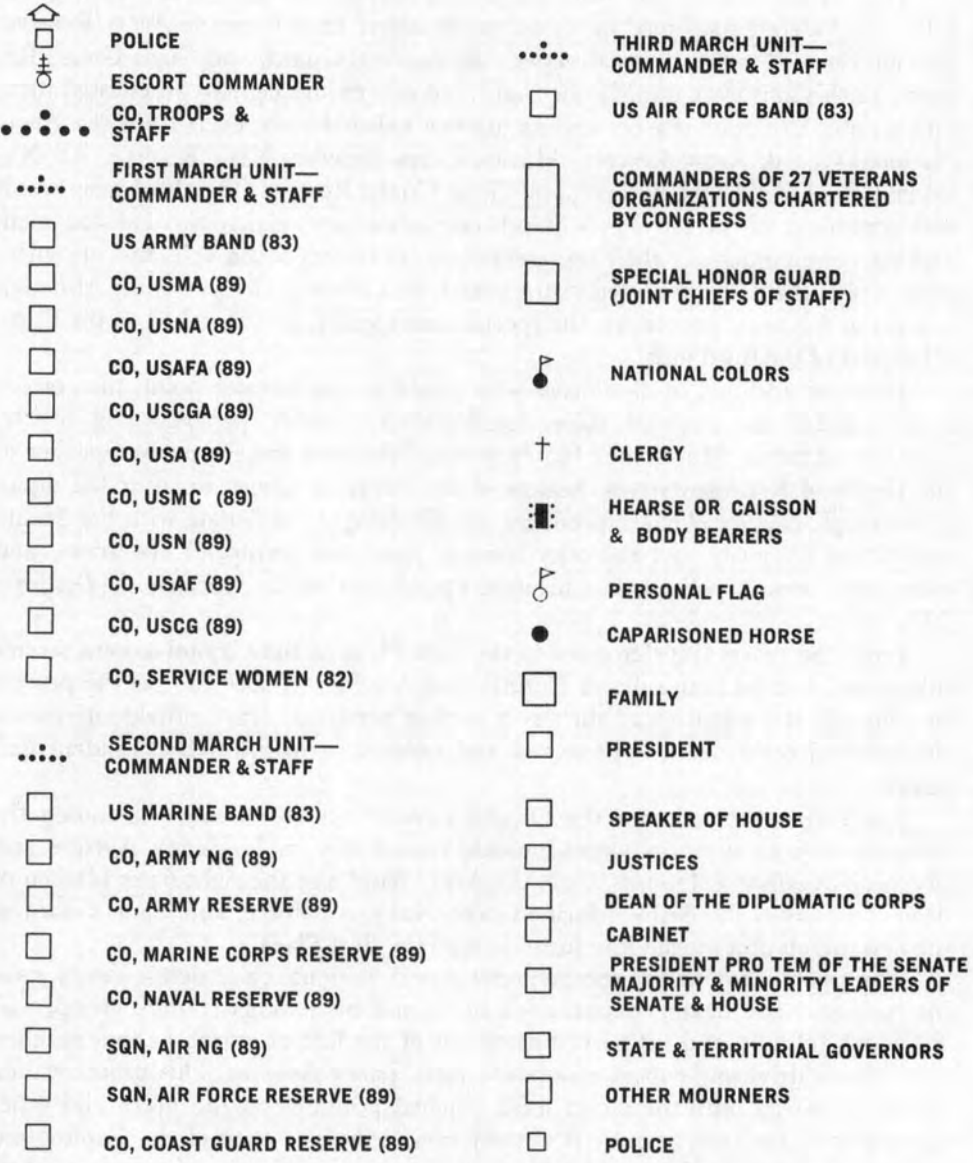 POLICE
ESCORT COMMANDER
CO, TROOPS &
STAFF
FIRST MARCH UNIT—
COMMANDER & STAFF
US ARMY BAND (83)
CO, USMA (89)
CO, USNA (89)
CO, USAFA (89)
CO, USCGA (89)
CO, USA (89)
CO, USMC (89)
CO, USN (89)
CO, USAF (89)
CO, USCG (89)
CO, SERVICE WOMEN (82)
SECOND MARCH UNIT—
COMMANDER & STAFF
US MARINE BAND (83)
CO, ARMY NG (89)
CO, ARMY RESERVE (89)
CO, MARINE CORPS RESERVE (89)
CO, NAVAL RESERVE (89)
SQN, AIR NG (89)
SQN, AIR FORCE RESERVE (89)
CO, COAST GUARD RESERVE (89)
THIRD MARCH UNIT—
COMMANDER & STAFF
US AIR FORCE BAND (83)
COMMANDERS OF 27 VETERANS
ORGANIZATIONS CHARTERED
BY CONGRESS
SPECIAL HONOR GUARD
(JOINT CHIEFS OF STAFF)
NATIONAL COLORS
CLERGY
HEARSE OR CAISSON
& BODY BEARERS
PERSONAL FLAG
CAPARISONED HORSE
FAMILY
PRESIDENT
SPEAKER OF HOUSE
JUSTICES
DEAN OF THE DIPLOMATIC CORPS
CABINET
PRESIDENT PRO TEM OF THE SENATE
MAJORITY & MINORITY LEADERS OF
SENATE & HOUSE
STATE & TERRITORIAL GOVERNORS
OTHER MOURNERS
POLICE